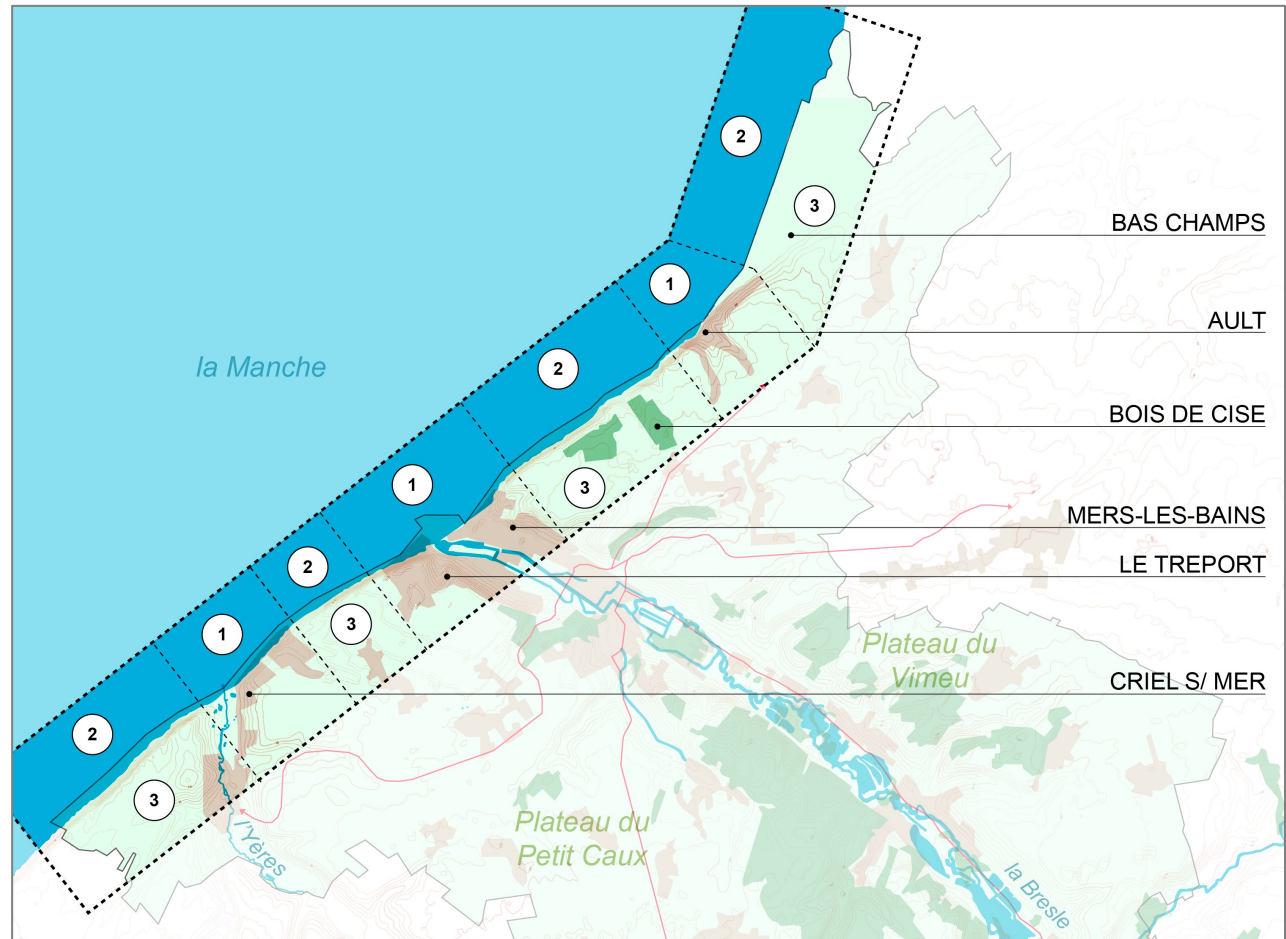 2
3
BAS CHAMPS
1
AULT
la Manche
2
BOIS DE CISE
1
3
MERS-LES-BAINS
2
LE TREPORT
1
3
Plateau du
Vimeu
CRIEL S/ MER
2
3
Plateau du
Petit Caux
l'Yères
la Bresle